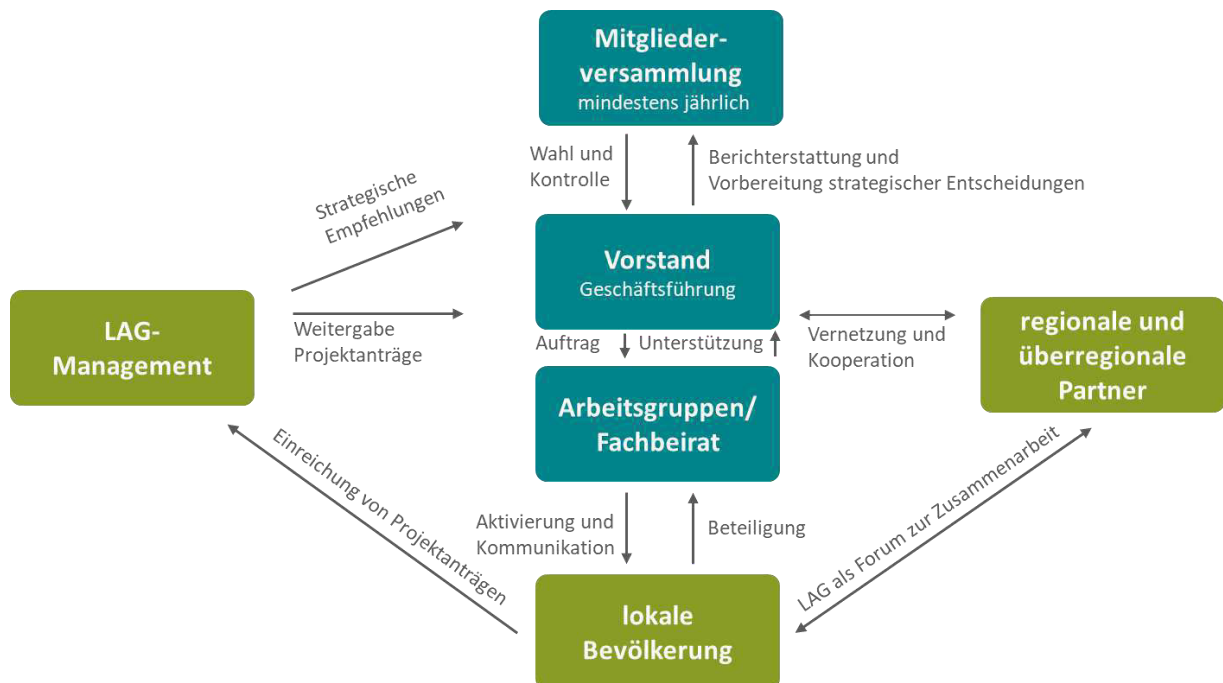 Mitglieder-
versammlung
mindestens jährlich
Wahl und
Kontrolle
Berichterstattung und
Vorbereitung strategischer Entscheidungen
Strategische
Empfehlungen
Vorstand
Geschäftsführung
LAG-
Management
Weitergabe
Projektanträge
Vernetzung und
Kooperation
regionale und
überregionale
Partner
Auftrag
Unterstützung
Arbeitsgruppen/
Fachbeirat
Einreichung von Projektanträgen
Aktivierung und
Kommunikation
Beteiligung
LAG als Forum zur Zusammenarbeit
lokale
Bevölkerung